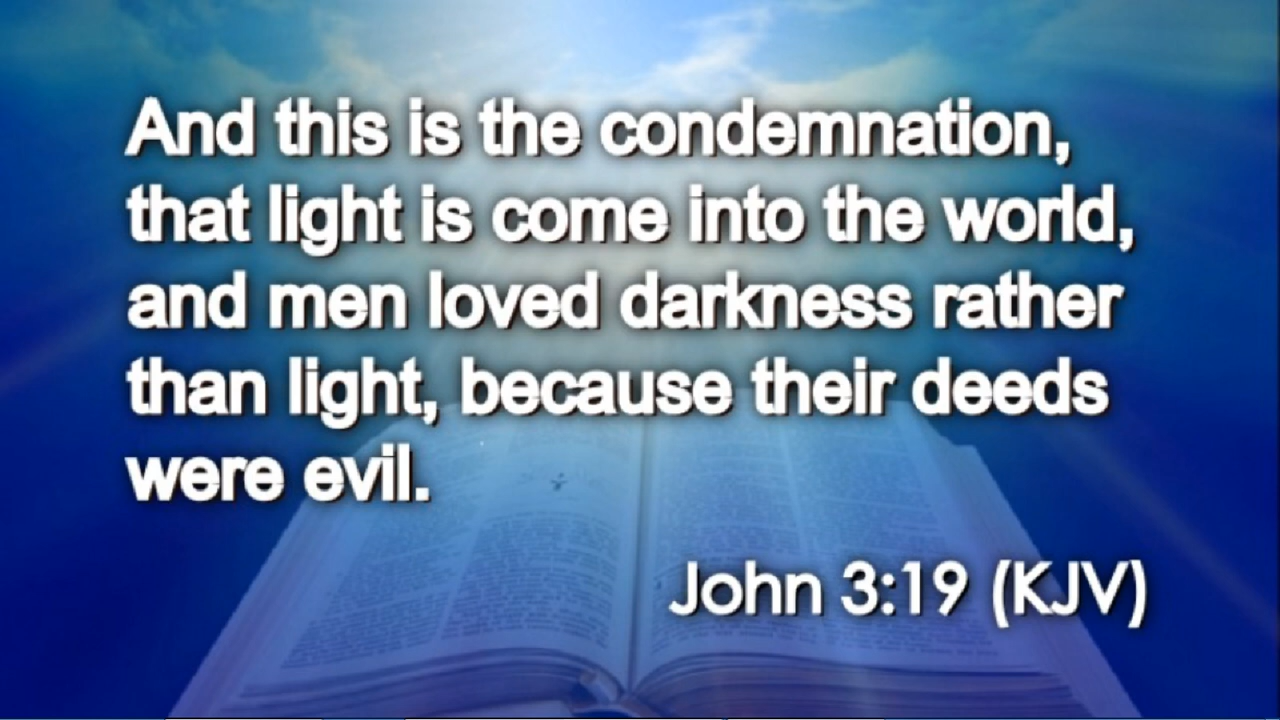 And this is the condemnation,
that light is come into the world,
and men loved darkness rather
than light, because their deeds
were evil.
John 3:19 (KJV)